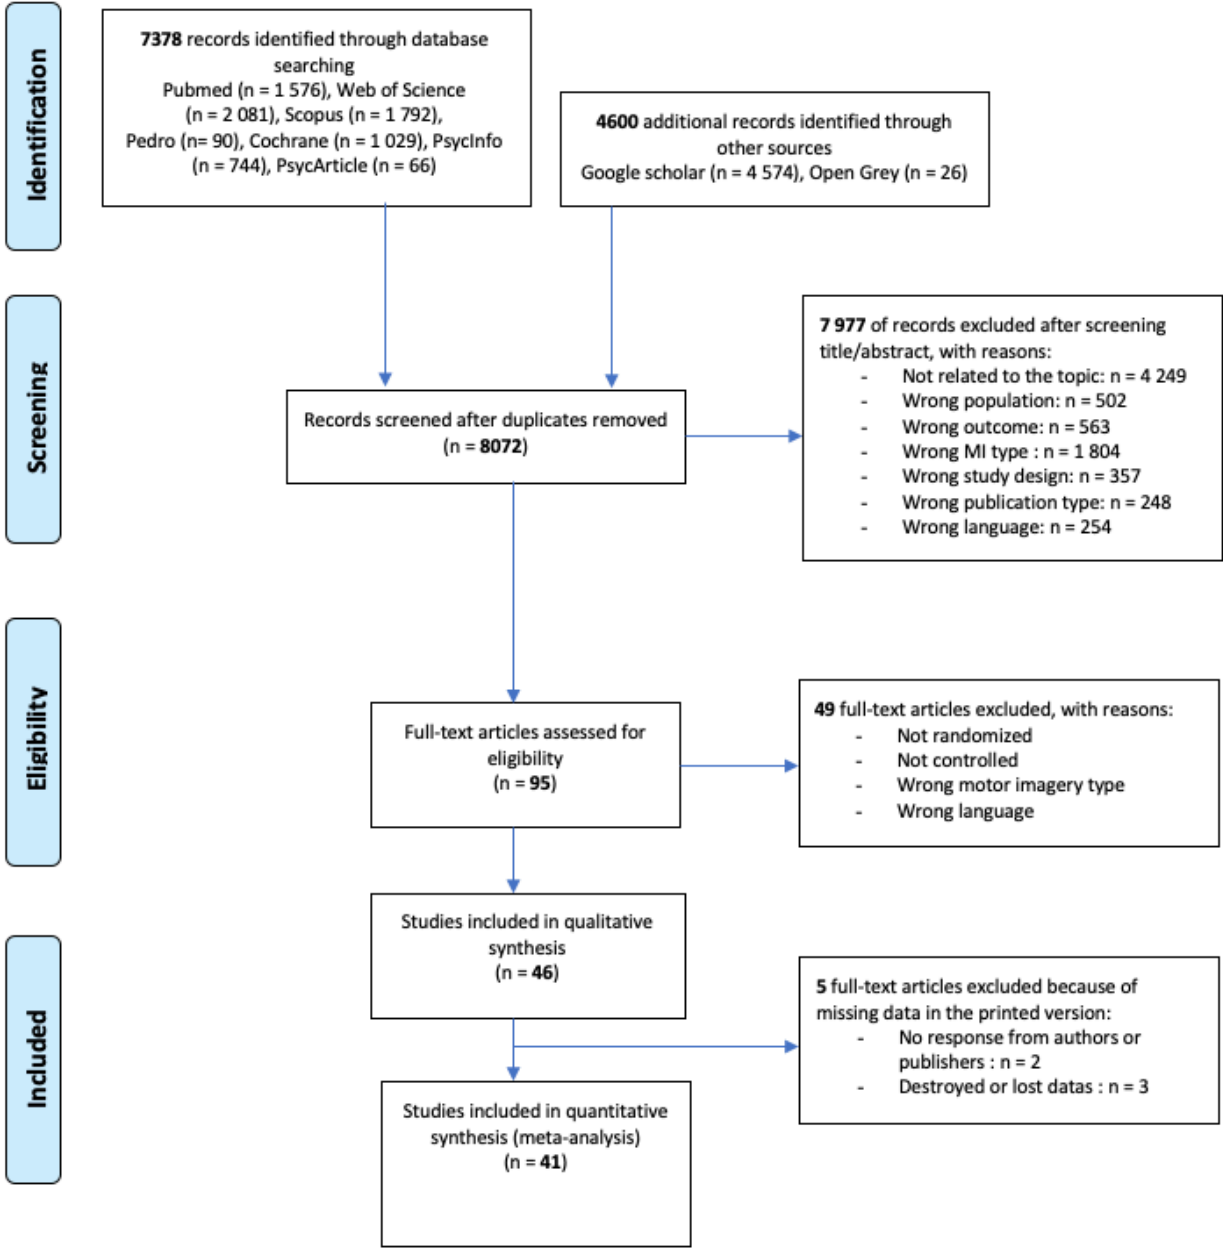 Identification
7378 records identified through database
searching
Pubmed (n = 1 576), Web of Science
(n = 2 081), Scopus (n = 1 792),
Pedro (n= 90), Cochrane (n = 1 029), PsycInfo
(n = 744), PsycArticle (n = 66)
4600 additional records identified through
other sources
Google scholar (n = 4 574), Open Grey (n = 26)
Screening
Records screened after duplicates removed
(n = 8072)
7 977 of records excluded after screening
title/abstract, with reasons:
- Not related to the topic: n = 4 249
- Wrong population: n = 502
- Wrong outcome: n = 563
- Wrong MI type : n = 1 804
- Wrong study design: n = 357
- Wrong publication type: n = 248
- Wrong language: n = 254
Eligibility
Full-text articles assessed for
eligibility
(n = 95)
49 full-text articles excluded, with reasons:
- Not randomized
- Not controlled
- Wrong motor imagery type
- Wrong language
Included
Studies included in qualitative
synthesis
(n = 46)
5 full-text articles excluded because of
missing data in the printed version:
- No response from authors or
publishers : n = 2
- Destroyed or lost datas : n = 3
Studies included in quantitative
synthesis (meta-analysis)
(n = 41)